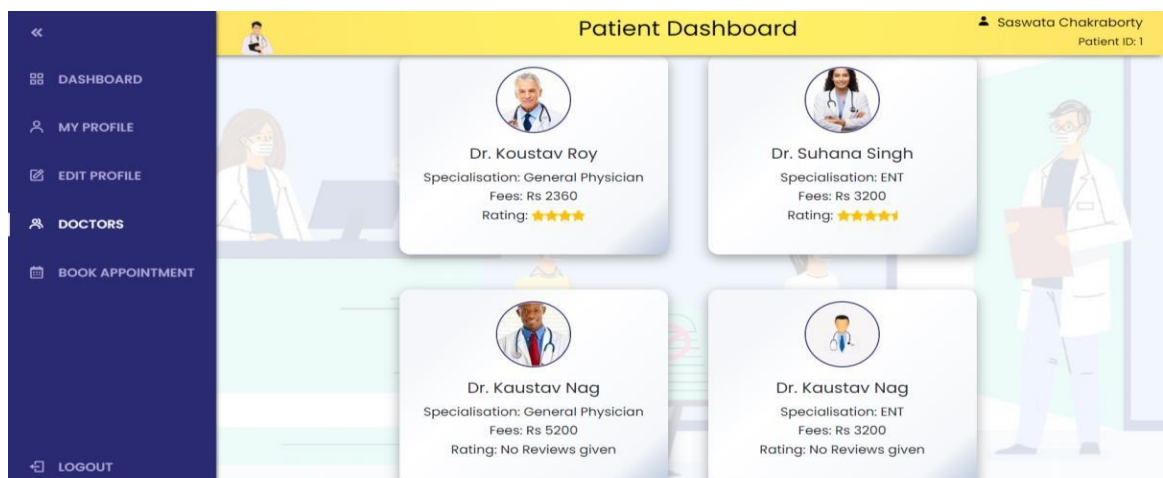 Patient Dashboard
Saswata Chakraborty
Patient ID: 1
DASHBOARD
MY PROFILE
EDIT PROFILE
DOCTORS
BOOK APPOINTMENT
LOGOUT
Dr. Koustav Roy
Specialisation: General Physician
Fees: Rs 2360
Rating:
Dr. Suhana Singh
Specialisation: ENT
Fees: Rs 3200
Rating:
Dr. Kaustav Nag
Specialisation: General Physician
Fees: Rs 5200
Rating: No Reviews given
Dr. Kaustav Nag
Specialisation: ENT
Fees: Rs 3200
Rating: No Reviews given